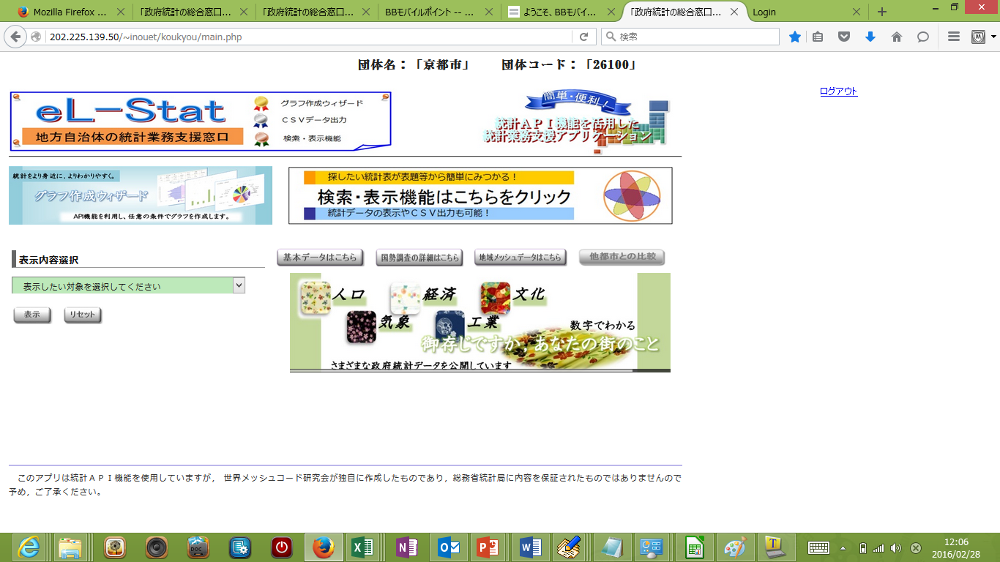 Mozilla Firefox ...
「政府統計の総合窓口...
「政府統計の総合窓口...
BBモバイルポイント -- ...
ようこそ、BBモバイ...
「政府統計の総合窓口...
Login
202.225.139.50/~inouet/koukyou/main.php
検索
団体名：「京都市」 団体コード：「26100」
ログアウト
eL-Stat
地方自治体の統計業務支援窓口
グラフ作成ウィザード
ＣＳＶデータ出力
検索・表示機能
簡単・便利！
統計ＡＰＩ機能を活用した
統計業務支援アプリケーション
統計をより身近に、よりわかりやすく。
グラフ作成ウィザード
API機能を利用し、任意の条件でグラフを作成します。
探したい統計表が表題等から簡単にみつかる！
検索・表示機能はこちらをクリック
統計データの表示やＣＳＶ出力も可能！
表示内容選択
表示したい対象を選択してください
表示
リセット
基本データはこちら
国勢調査の詳細はこちら
地域メッシュデータはこちら
他都市との比較
人口
経済
文化
気象
工業
数字でわかる
御存じですか，あなたの街のこと
さまざまな政府統計データを公開しています
このアプリは統計ＡＰＩ機能を使用していますが， 世界メッシュコード研究会が独自に作成したものであり，総務省統計局に内容を保証されたものではありませんので
予め，ご了承ください。
12:06
2016/02/28